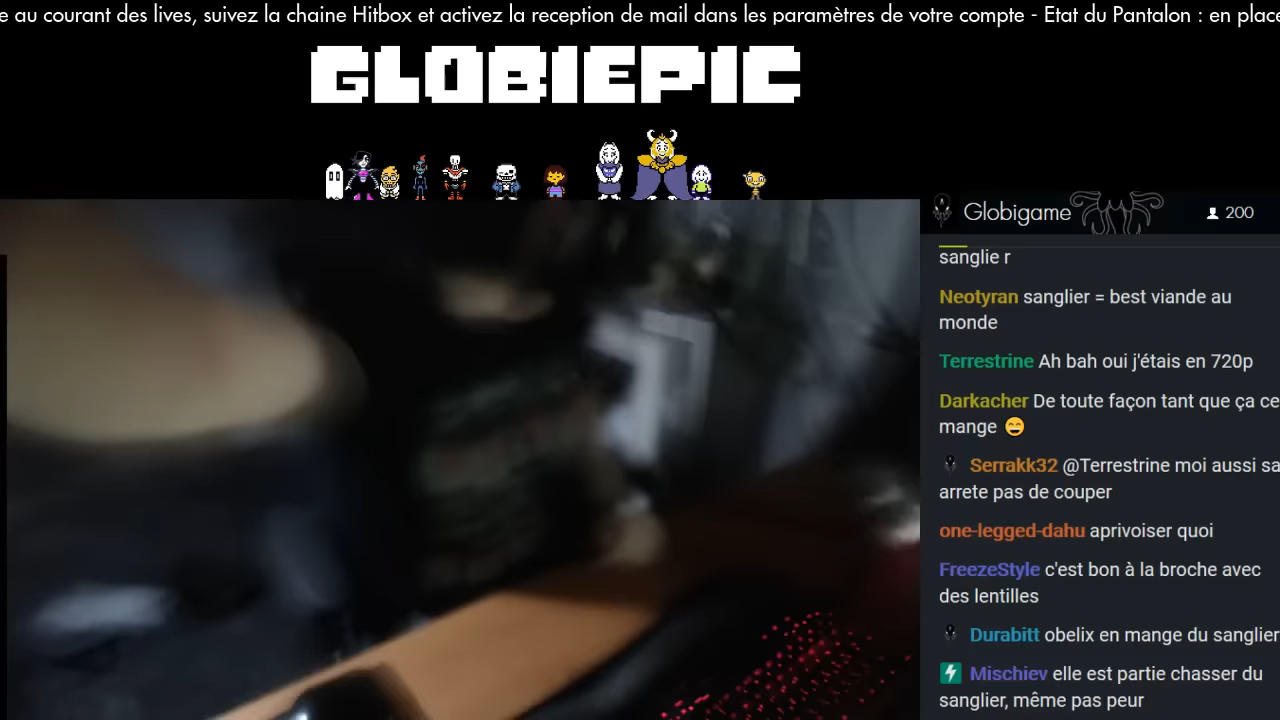 e au courant des lives, suivez la chaine Hitbox et activez la reception de mail dans les paramètres de votre compte - Etat du Pantalon : en place
GLOBIEPIC
Globigame
200
sanglie r
Neotyran sanglier = best viande au
monde
Terrestrine Ah bah oui j'étais en 720p
Darkacher De toute façon tant que ça ce
mange 😄
Serrakk32 @Terrestrine moi aussi sa
arrete pas de couper
one-legged-dahu aprivoiser quoi
FreezeStyle c'est bon à la broche avec
des lentilles
Durabitt obelix en mange du sanglier
Mischiev elle est partie chasser du
sanglier, même pas peur